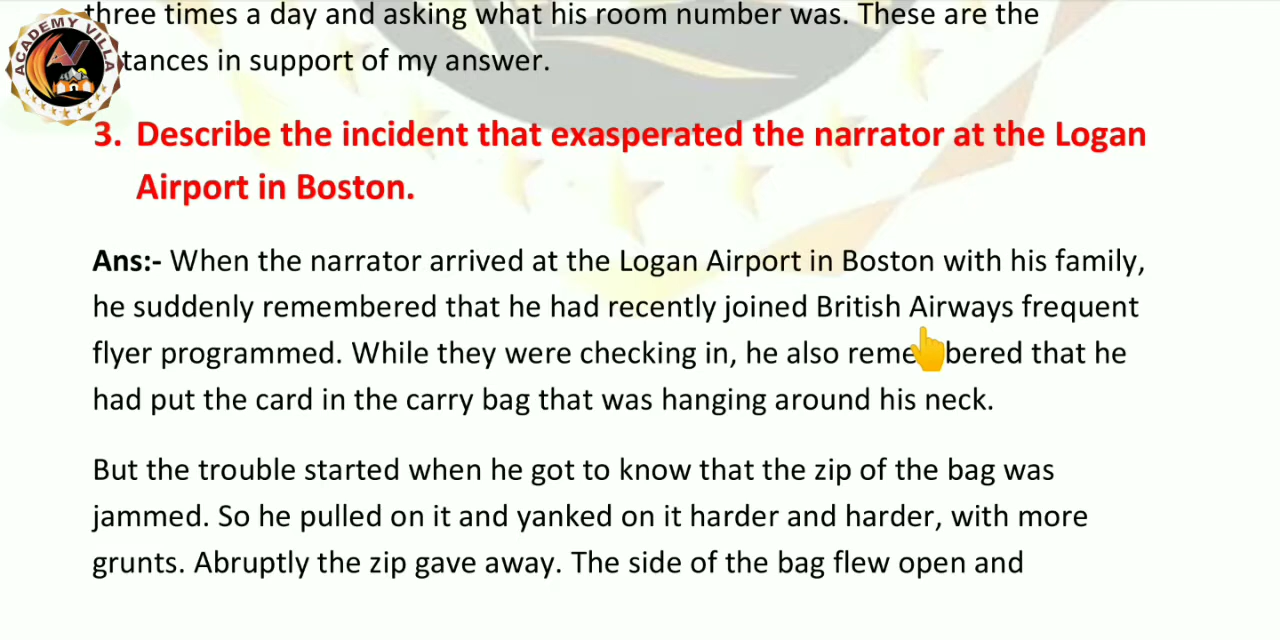 three times a day and asking what his room number was. These are the
tances in support of my answer.
ACADEMY VILLA
3. Describe the incident that exasperated the narrator at the Logan
Airport in Boston.
Ans:- When the narrator arrived at the Logan Airport in Boston with his family,
he suddenly remembered that he had recently joined British Airways frequent
flyer programmed. While they were checking in, he also remembered that he
had put the card in the carry bag that was hanging around his neck.
But the trouble started when he got to know that the zip of the bag was
jammed. So he pulled on it and yanked on it harder and harder, with more
grunts. Abruptly the zip gave away. The side of the bag flew open and